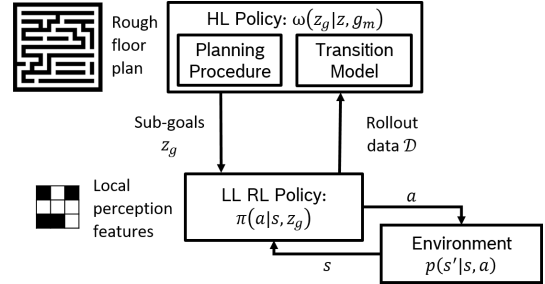 Rough
floor
plan
HL Policy: ω(z_g|z, g_m)
Planning
Procedure
Transition
Model
Sub-goals
z_g
Rollout
data 𝒟
Local
perception
features
LL RL Policy:
π(a|s, z_g)
a
Environment
p(s′|s, a)
s